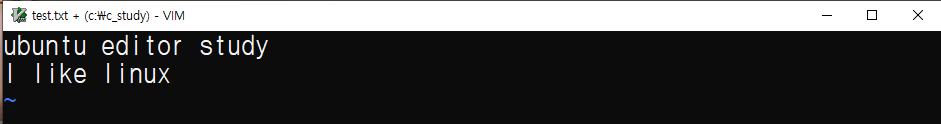 test.txt + (c:₩c_study) - VIM
ubuntu editor study
I like linux
~